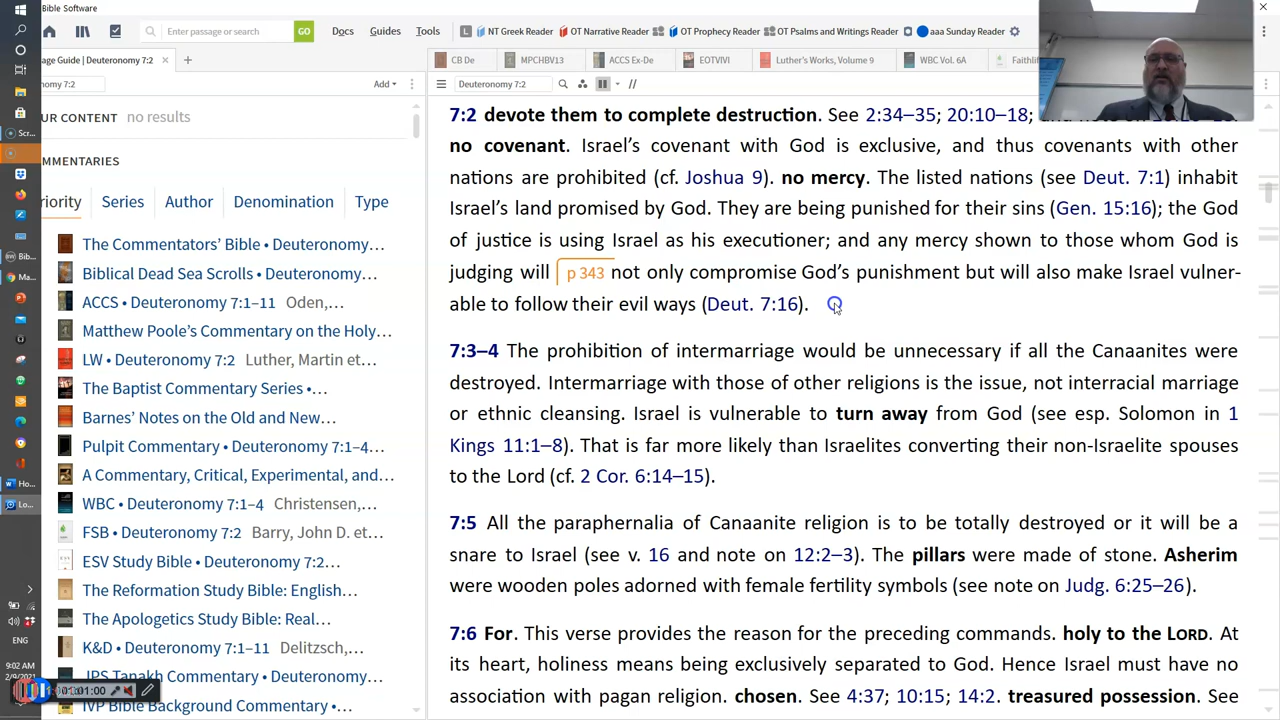 Bible Software
Enter passage or search
GO
Docs
Guides
Tools
L
NT Greek Reader
OT Narrative Reader
OT Prophecy Reader
OT Psalms and Writings Reader
aaa Sunday Reader
age Guide | Deuteronomy 7:2
CB De
MPCHBV13
ACCS Ex-De
EOTVIVI
Luther's Works, Volume 9
WBC Vol. 6A
Faithlif
nomy 7:2
Add
Deuteronomy 7:2
UR CONTENT no results
MMENTARIES
iority
Series
Author
Denomination
Type
The Commentators' Bible • Deuteronomy…
Biblical Dead Sea Scrolls • Deuteronomy…
ACCS • Deuteronomy 7:1–11 Oden,…
Matthew Poole's Commentary on the Holy…
LW • Deuteronomy 7:2 Luther, Martin et…
The Baptist Commentary Series •…
Barnes' Notes on the Old and New…
Pulpit Commentary • Deuteronomy 7:1–4…
A Commentary, Critical, Experimental, and…
WBC • Deuteronomy 7:1–4 Christensen,…
FSB • Deuteronomy 7:2 Barry, John D. et…
ESV Study Bible • Deuteronomy 7:2…
The Reformation Study Bible: English…
The Apologetics Study Bible: Real…
K&D • Deuteronomy 7:1–11 Delitzsch,…
JPS Tanakh Commentary • Deuteronomy…
IVP Bible Background Commentary •…
7:2 devote them to complete destruction. See 2:34–35; 20:10–18; and note on
no covenant. Israel's covenant with God is exclusive, and thus covenants with other
nations are prohibited (cf. Joshua 9). no mercy. The listed nations (see Deut. 7:1) inhabit
Israel's land promised by God. They are being punished for their sins (Gen. 15:16); the God
of justice is using Israel as his executioner; and any mercy shown to those whom God is
judging will p 343 not only compromise God's punishment but will also make Israel vulner-
able to follow their evil ways (Deut. 7:16).
7:3–4 The prohibition of intermarriage would be unnecessary if all the Canaanites were
destroyed. Intermarriage with those of other religions is the issue, not interracial marriage
or ethnic cleansing. Israel is vulnerable to turn away from God (see esp. Solomon in 1
Kings 11:1–8). That is far more likely than Israelites converting their non-Israelite spouses
to the Lord (cf. 2 Cor. 6:14–15).
7:5 All the paraphernalia of Canaanite religion is to be totally destroyed or it will be a
snare to Israel (see v. 16 and note on 12:2–3). The pillars were made of stone. Asherim
were wooden poles adorned with female fertility symbols (see note on Judg. 6:25–26).
7:6 For. This verse provides the reason for the preceding commands. holy to the LORD. At
its heart, holiness means being exclusively separated to God. Hence Israel must have no
association with pagan religion. chosen. See 4:37; 10:15; 14:2. treasured possession. See
Scr...
Bib...
Ma...
Ho...
Lo...
ENG
9:02 AM
2/9/2021